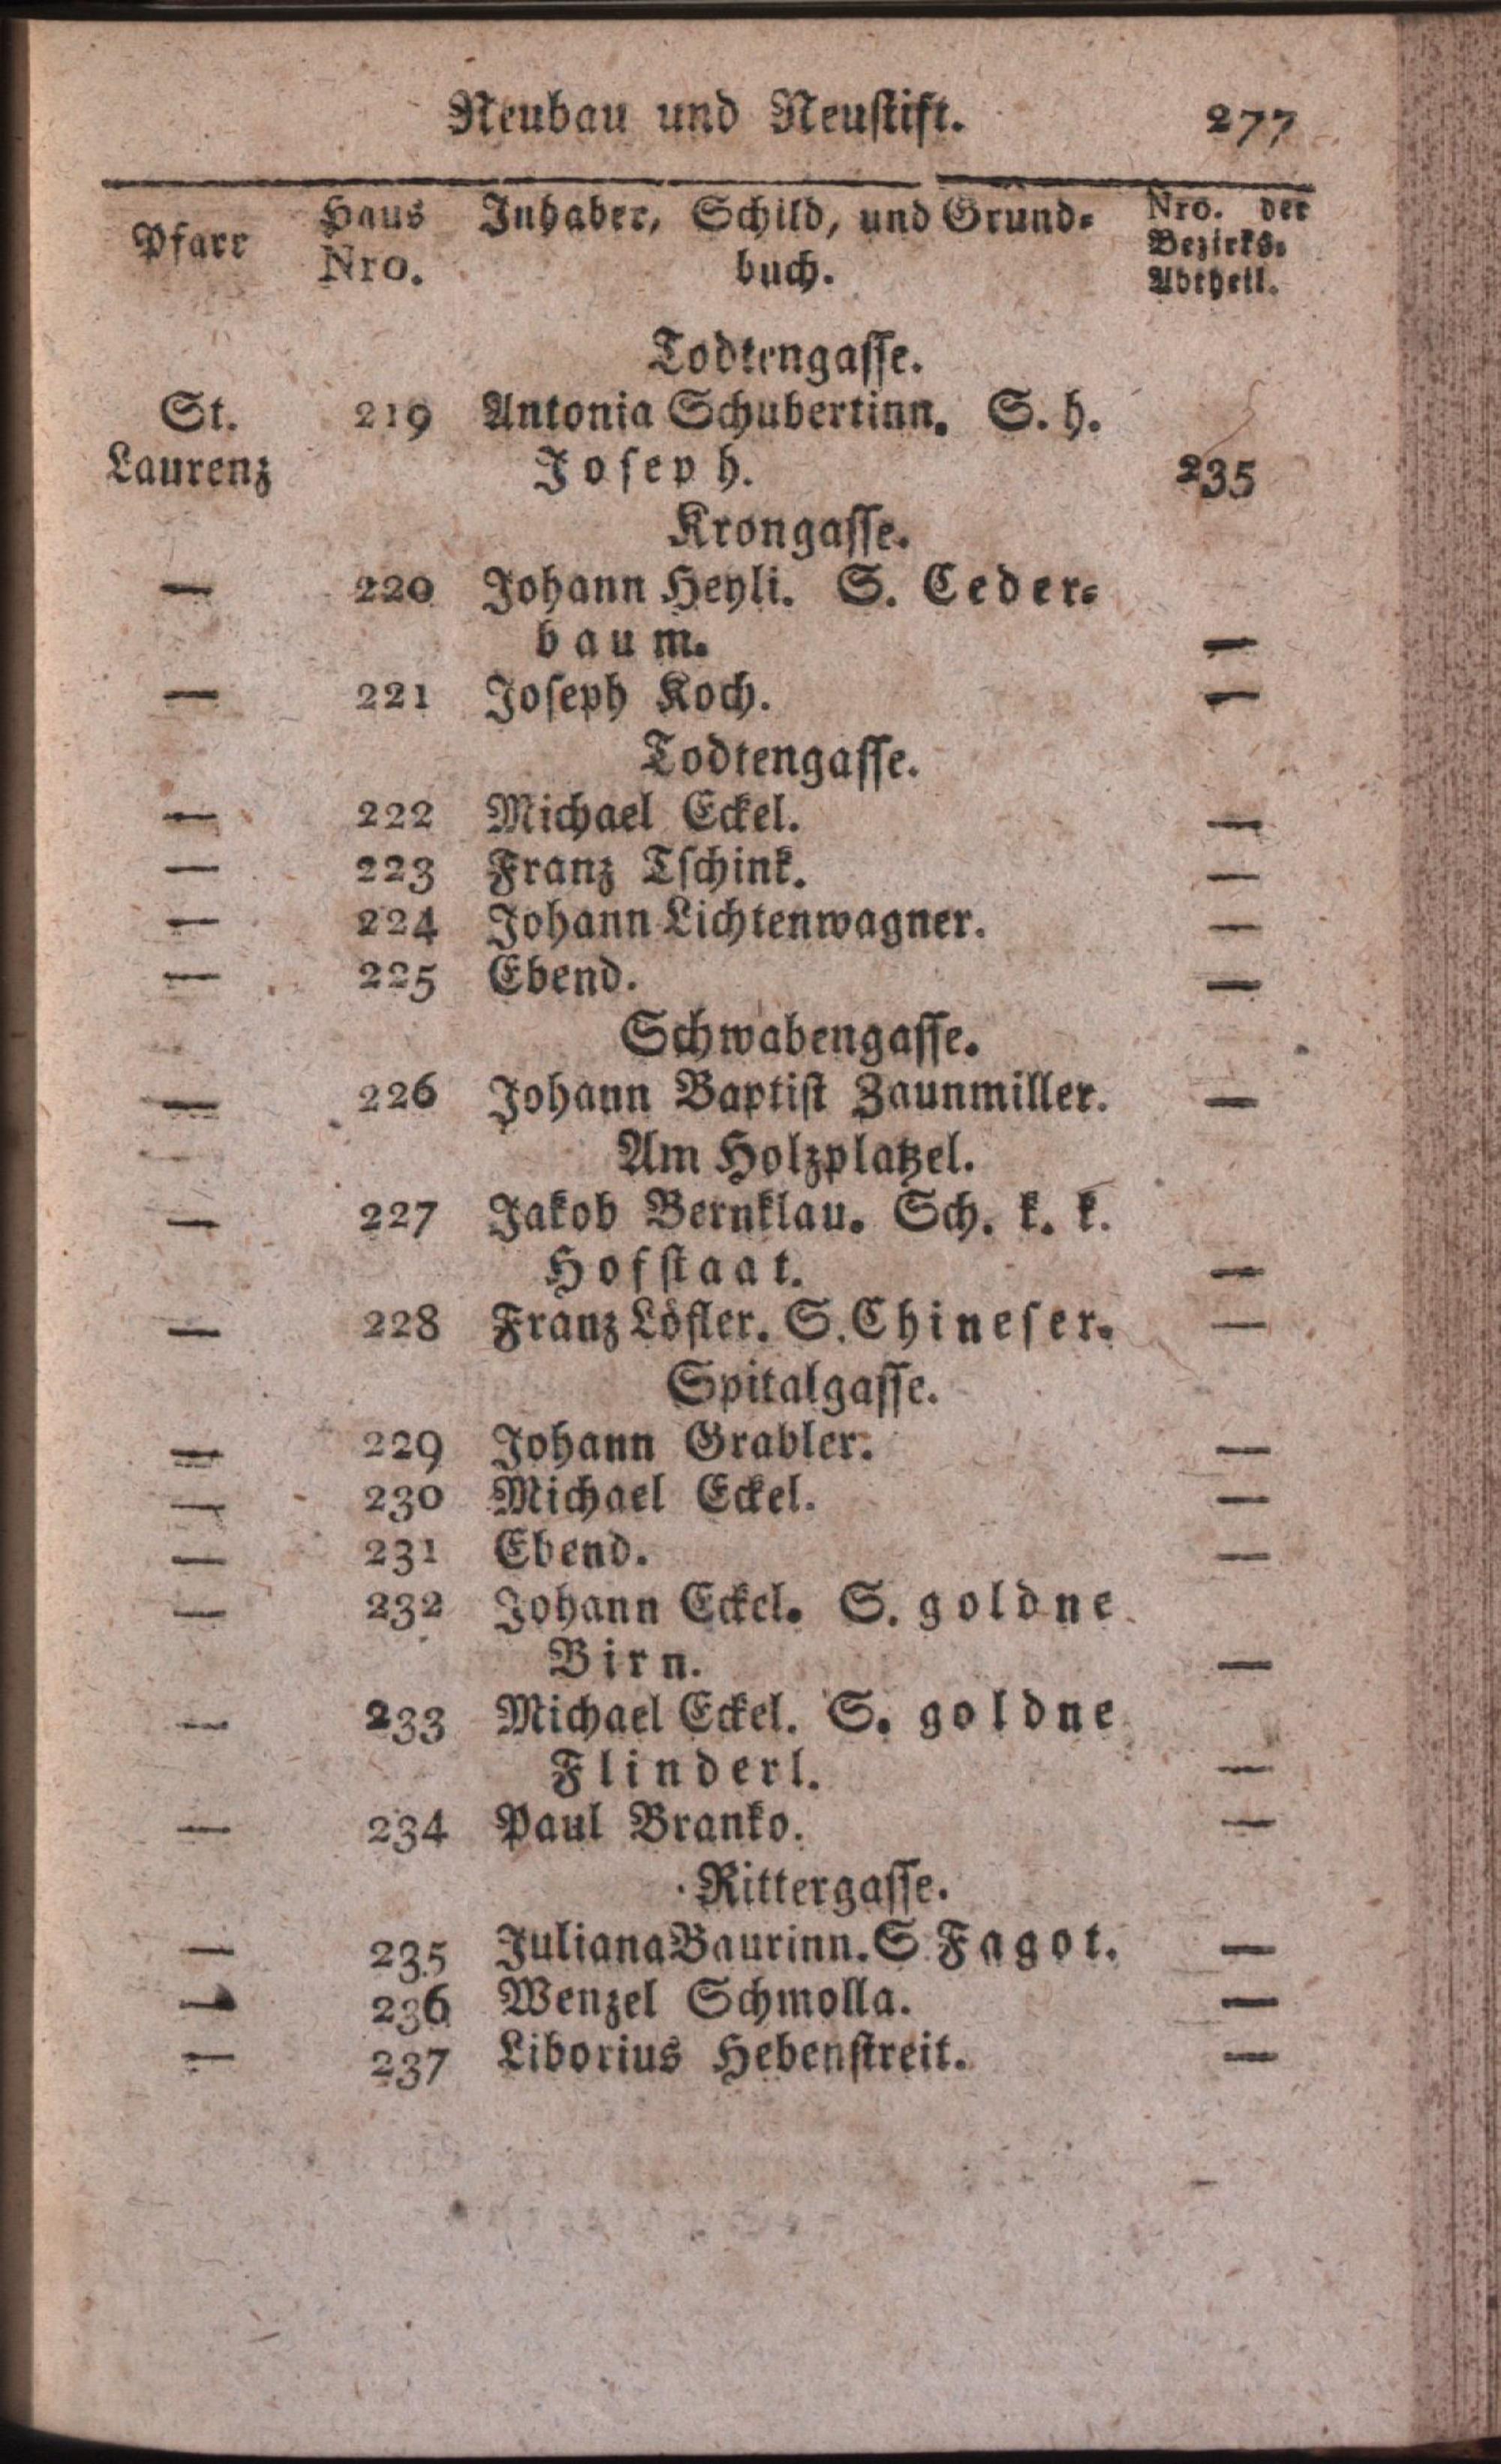 Neubau und Neustift. 277
Pfarr Haus Nro. Inhaber, Schild, und Grund-buch. Nro. der Bezirks-Abtheil.
Todtengasse.
St. 219 Antonia Schubertinn. S. h.
Laurenz Joseph. 235
Krongasse.
— 220 Johann Heyli. S. Ceder-
baum. —
— 221 Joseph Koch. —
Todtengasse.
— 222 Michael Eckel. —
— 223 Franz Tschink. —
— 224 Johann Lichtenwagner. —
— 225 Ebend. —
Schwabengasse.
— 226 Johann Baptist Zaunmiller. —
Am Holzplatzel.
— 227 Jakob Bernklau. Sch. k. k.
Hofstaat. —
— 228 Franz Löfler. S. Chineser. —
Spitalgasse.
— 229 Johann Grabler. —
— 230 Michael Eckel. —
— 231 Ebend. —
— 232 Johann Eckel. S. goldne
Birn. —
— 233 Michael Eckel. S. goldne
Flinderl. —
— 234 Paul Branko. —
Rittergasse.
— 235 Juliana Baurinn. S Fagot. —
— 236 Wenzel Schmolla. —
— 237 Liborius Hebenstreit. —